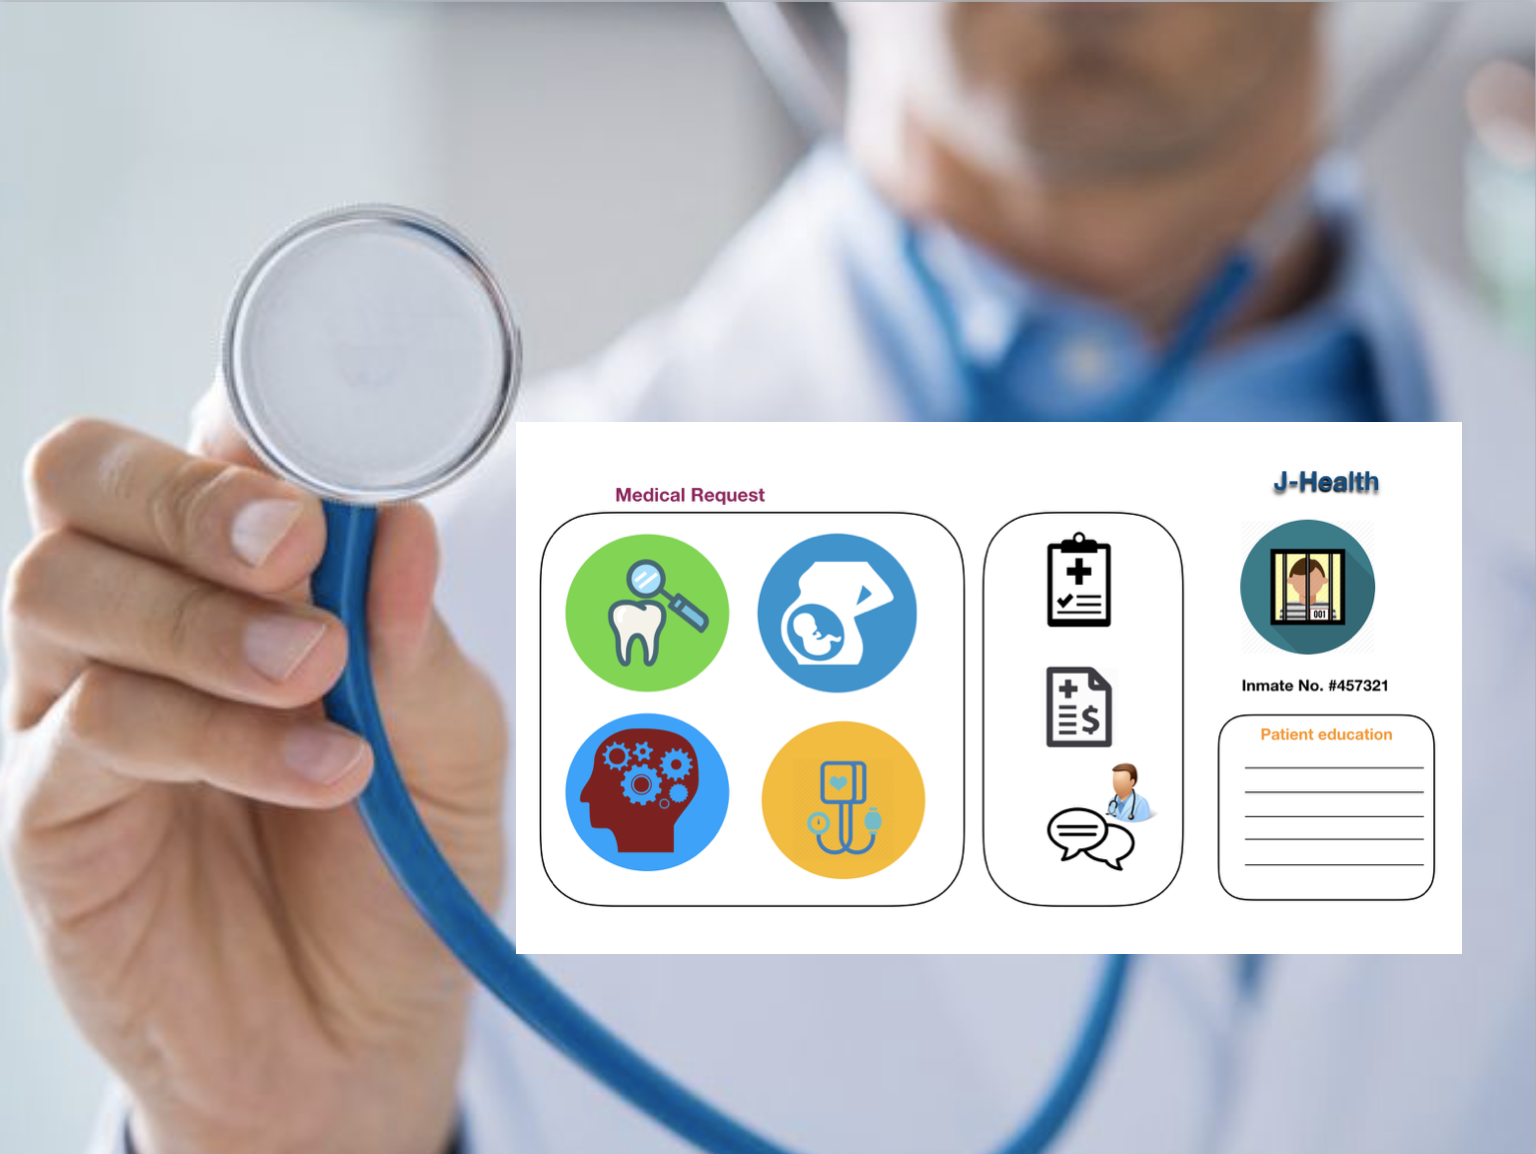 Medical Request
J-Health
001
Inmate No. #457321
Patient education